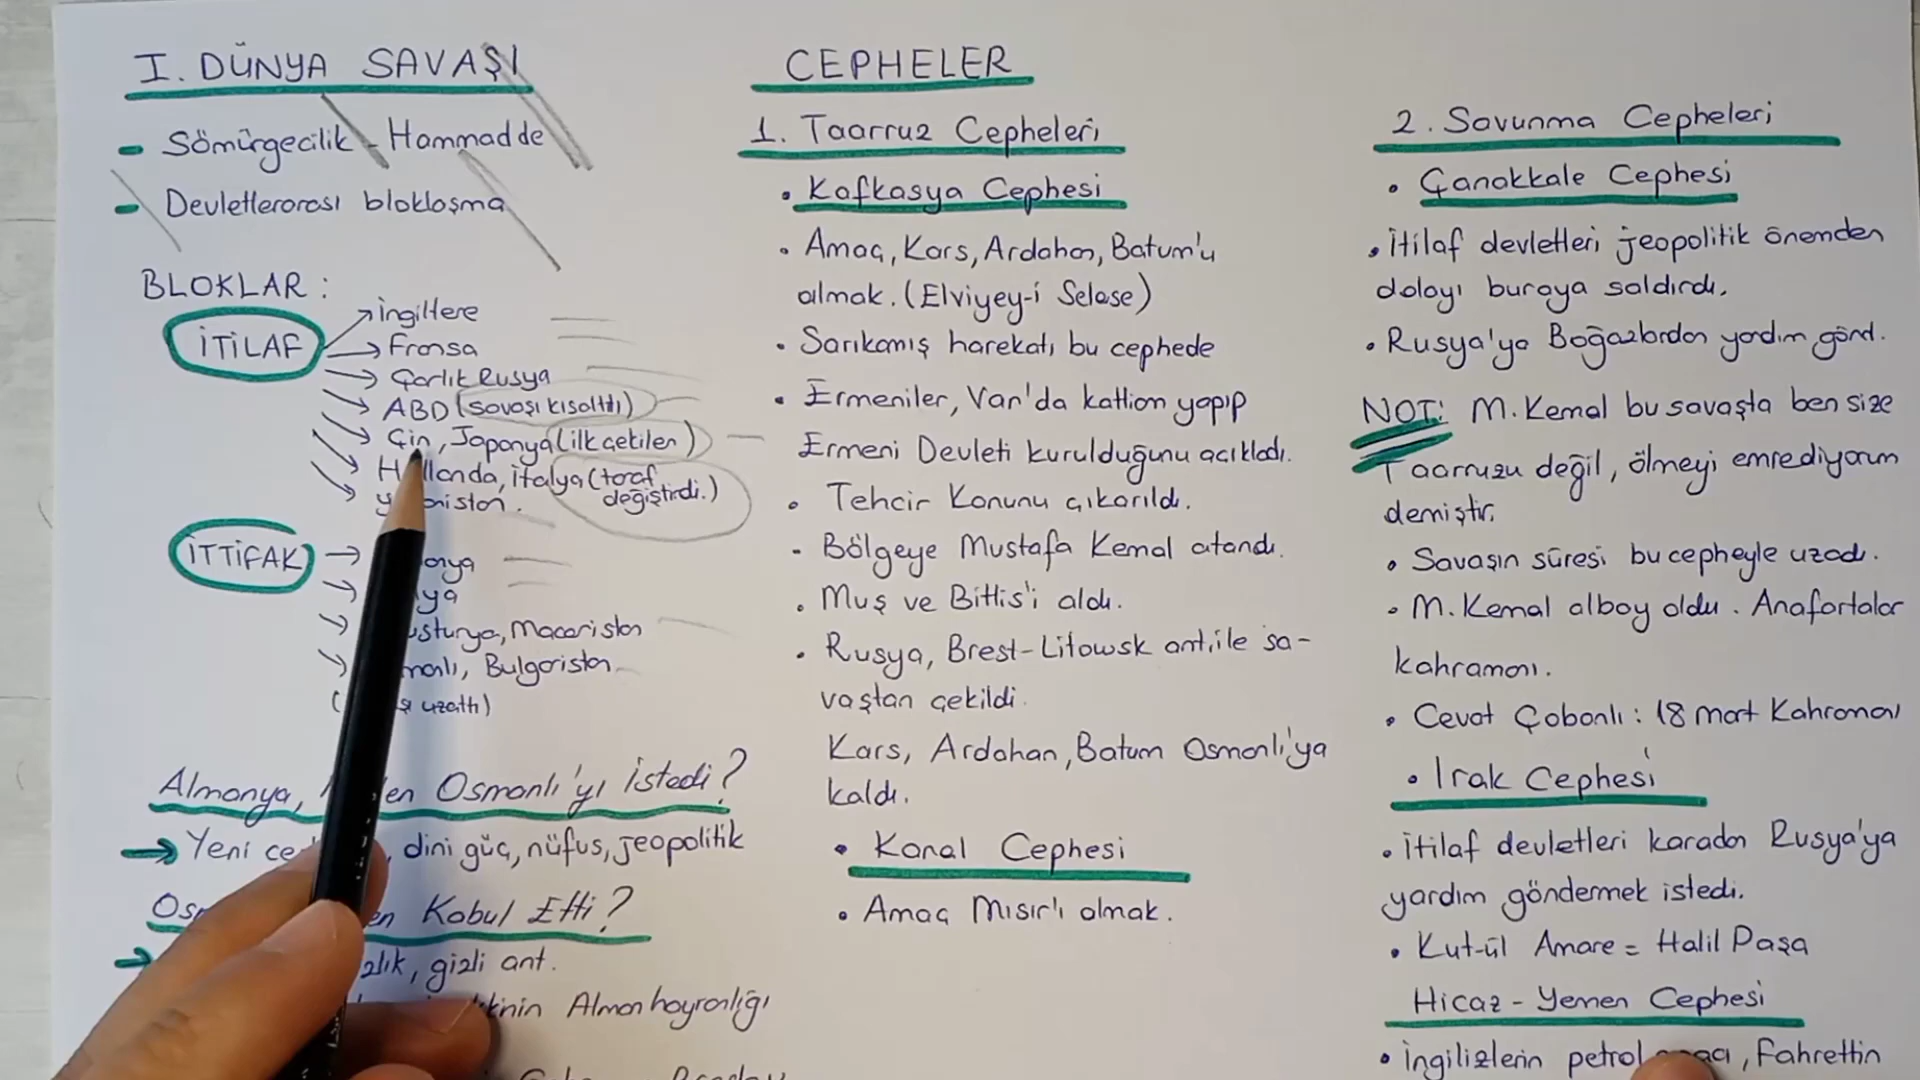 I. DÜNYA SAVAŞI
- Sömürgecilik - Hammadde
- Devletlerarası bloklaşma
BLOKLAR :
İTİLAF
→ İngiltere
→ Fransa
→ Çarlık Rusya
→ ABD (savaşı kısalttı)
→ Çin, Japonya (ilk çekilen)
→ Hollanda, İtalya (taraf değiştirdi.)
İTTİFAK
Macaristan
Bulgaristan
uzattı)
Almanya, Osmanlı'yı istedi?
→ Yeni dini güç, nüfus, jeopolitik
Kabul Etti?
gizli ant.
Alman hayranlığı
CEPHELER
1. Taarruz Cepheleri
• Kafkasya Cephesi
• Amaç, Kars, Ardahan, Batum'u
almak. (Elviyey-i Selase)
• Sarıkamış harekatı bu cephede
• Ermeniler, Van'da katliam yapıp
Ermeni Devleti kurulduğunu açıkladı.
• Tehcir Kanunu çıkarıldı.
- Bölgeye Mustafa Kemal atandı.
• Muş ve Bitlis'i aldı.
• Rusya, Brest-Litowsk ant. ile sa-
vaştan çekildi.
Kars, Ardahan, Batum Osmanlı'ya
kaldı.
• Kanal Cephesi
• Amaç Mısır'ı almak.
2. Savunma Cepheleri
• Çanakkale Cephesi
• İtilaf devletleri jeopolitik önemden
dolayı buraya saldırdı.
• Rusya'ya Boğazlardan yardım gönd.
NOT: M. Kemal bu savaşta ben size
Taarruzu değil, ölmeyi emrediyorum
demiştir.
• Savaşın süresi bu cepheyle uzadı.
• M. Kemal albay oldu. Anafartalar
kahramanı.
• Cevat Çobanlı : 18 mart Kahramanı
• Irak Cephesi
• İtilaf devletleri karadan Rusya'ya
yardım göndermek istedi.
• Kut-ül Amare = Halil Paşa
Hicaz - Yemen Cephesi
• İngilizlerin petrol , Fahrettin